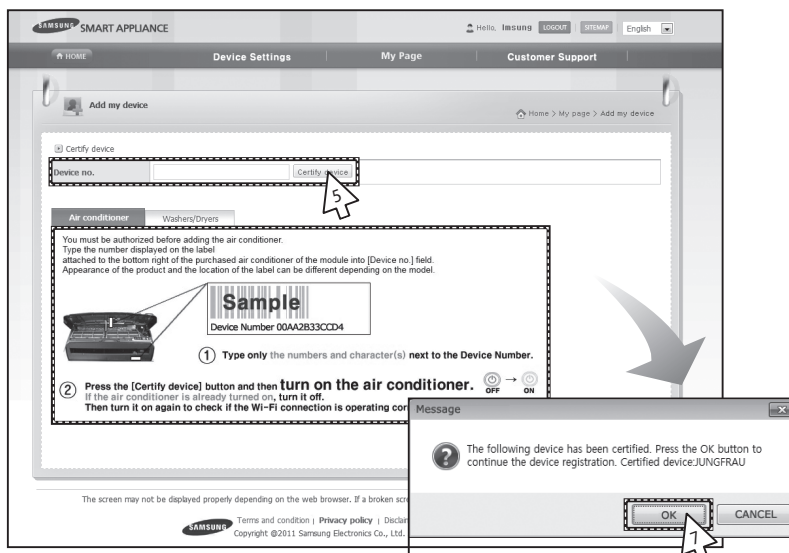 SAMSUNG SMART APPLIANCE
Hello, Imsung LOGOUT SITEMAP English
HOME Device Settings My Page Customer Support
Add my device
Home > My page > Add my device
Certify device
Device no. Certify device
5
Air conditioner Washers/Dryers
You must be authorized before adding the air conditioner.
Type the number displayed on the label
attached to the bottom right of the purchased air conditioner of the module into [Device no.] field.
Appearance of the product and the location of the label can be different depending on the model.
Sample
Device Number 00AA2B33CCD4
1 Type only the numbers and character(s) next to the Device Number.
2 Press the [Certify device] button and then turn on the air conditioner.
OFF → ON
If the air conditioner is already turned on, turn it off.
Then turn it on again to check if the Wi-Fi connection is operating
Message
The following device has been certified. Press the OK button to
continue the device registration. Certified device:JUNGFRAU
OK CANCEL
7
The screen may not be displayed properly depending on the web browser. If a broken
SAMSUNG Terms and condition | Privacy policy |
Copyright @2011 Samsung Electronics Co., Ltd.